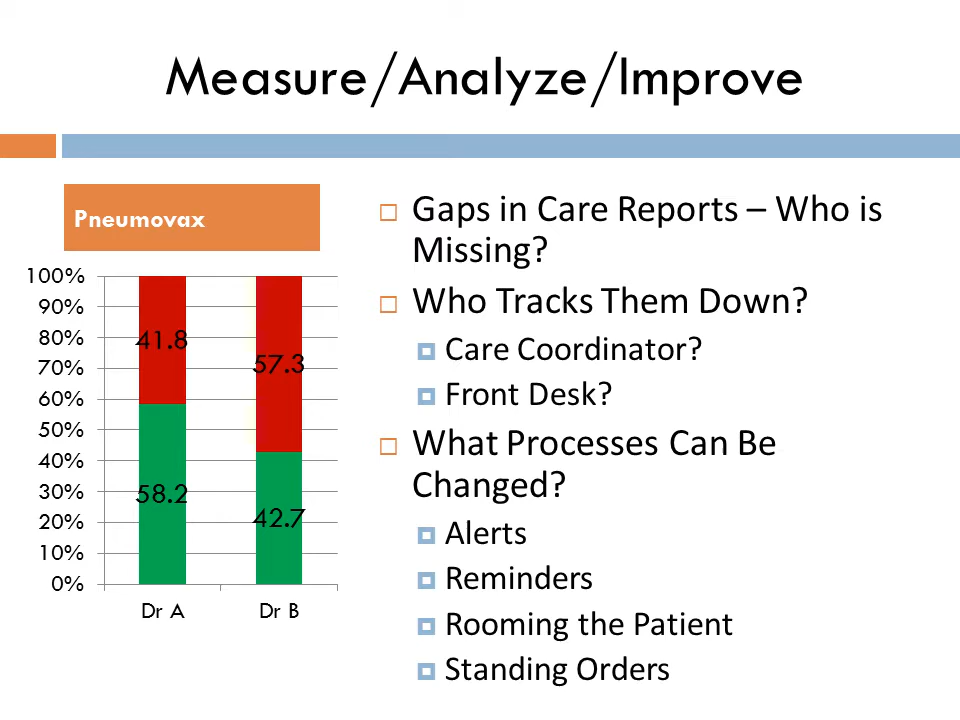 Measure/Analyze/Improve
Pneumovax
100%
90%
80%
70%
60%
50%
40%
30%
20%
10%
0%
41.8
57.3
58.2
42.7
Dr A
Dr B
Gaps in Care Reports – Who is
Missing?
Who Tracks Them Down?
Care Coordinator?
Front Desk?
What Processes Can Be
Changed?
Alerts
Reminders
Rooming the Patient
Standing Orders